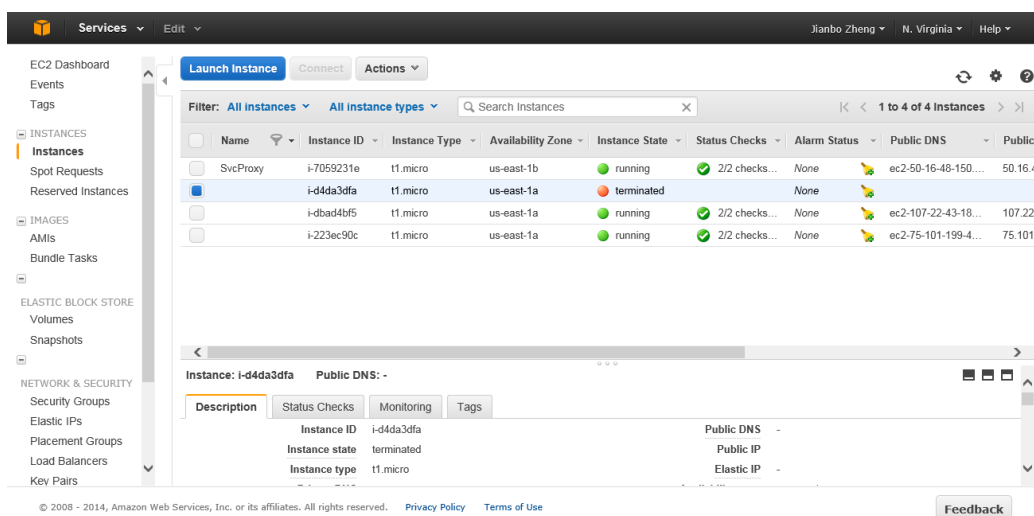 Services Edit Jianbo Zheng N. Virginia Help
EC2 Dashboard
Events
Tags
INSTANCES
Instances
Spot Requests
Reserved Instances
IMAGES
AMIs
Bundle Tasks
ELASTIC BLOCK STORE
Volumes
Snapshots
NETWORK & SECURITY
Security Groups
Elastic IPs
Placement Groups
Load Balancers
Key Pairs
Launch Instance Connect Actions
Filter: All instances All instance types Search Instances 1 to 4 of 4 Instances
Name Instance ID Instance Type Availability Zone Instance State Status Checks Alarm Status Public DNS Public
SvcProxy i-7059231e t1.micro us-east-1b running 2/2 checks... None ec2-50-16-48-150.... 50.16.4
i-d4da3dfa t1.micro us-east-1a terminated None
i-dbad4bf5 t1.micro us-east-1a running 2/2 checks... None ec2-107-22-43-18... 107.22
i-223ec90c t1.micro us-east-1a running 2/2 checks... None ec2-75-101-199-4... 75.101
Instance: i-d4da3dfa Public DNS: -
Description Status Checks Monitoring Tags
Instance ID i-d4da3dfa Public DNS -
Instance state terminated Public IP
Instance type t1.micro Elastic IP -
© 2008 - 2014, Amazon Web Services, Inc. or its affiliates. All rights reserved. Privacy Policy Terms of Use Feedback